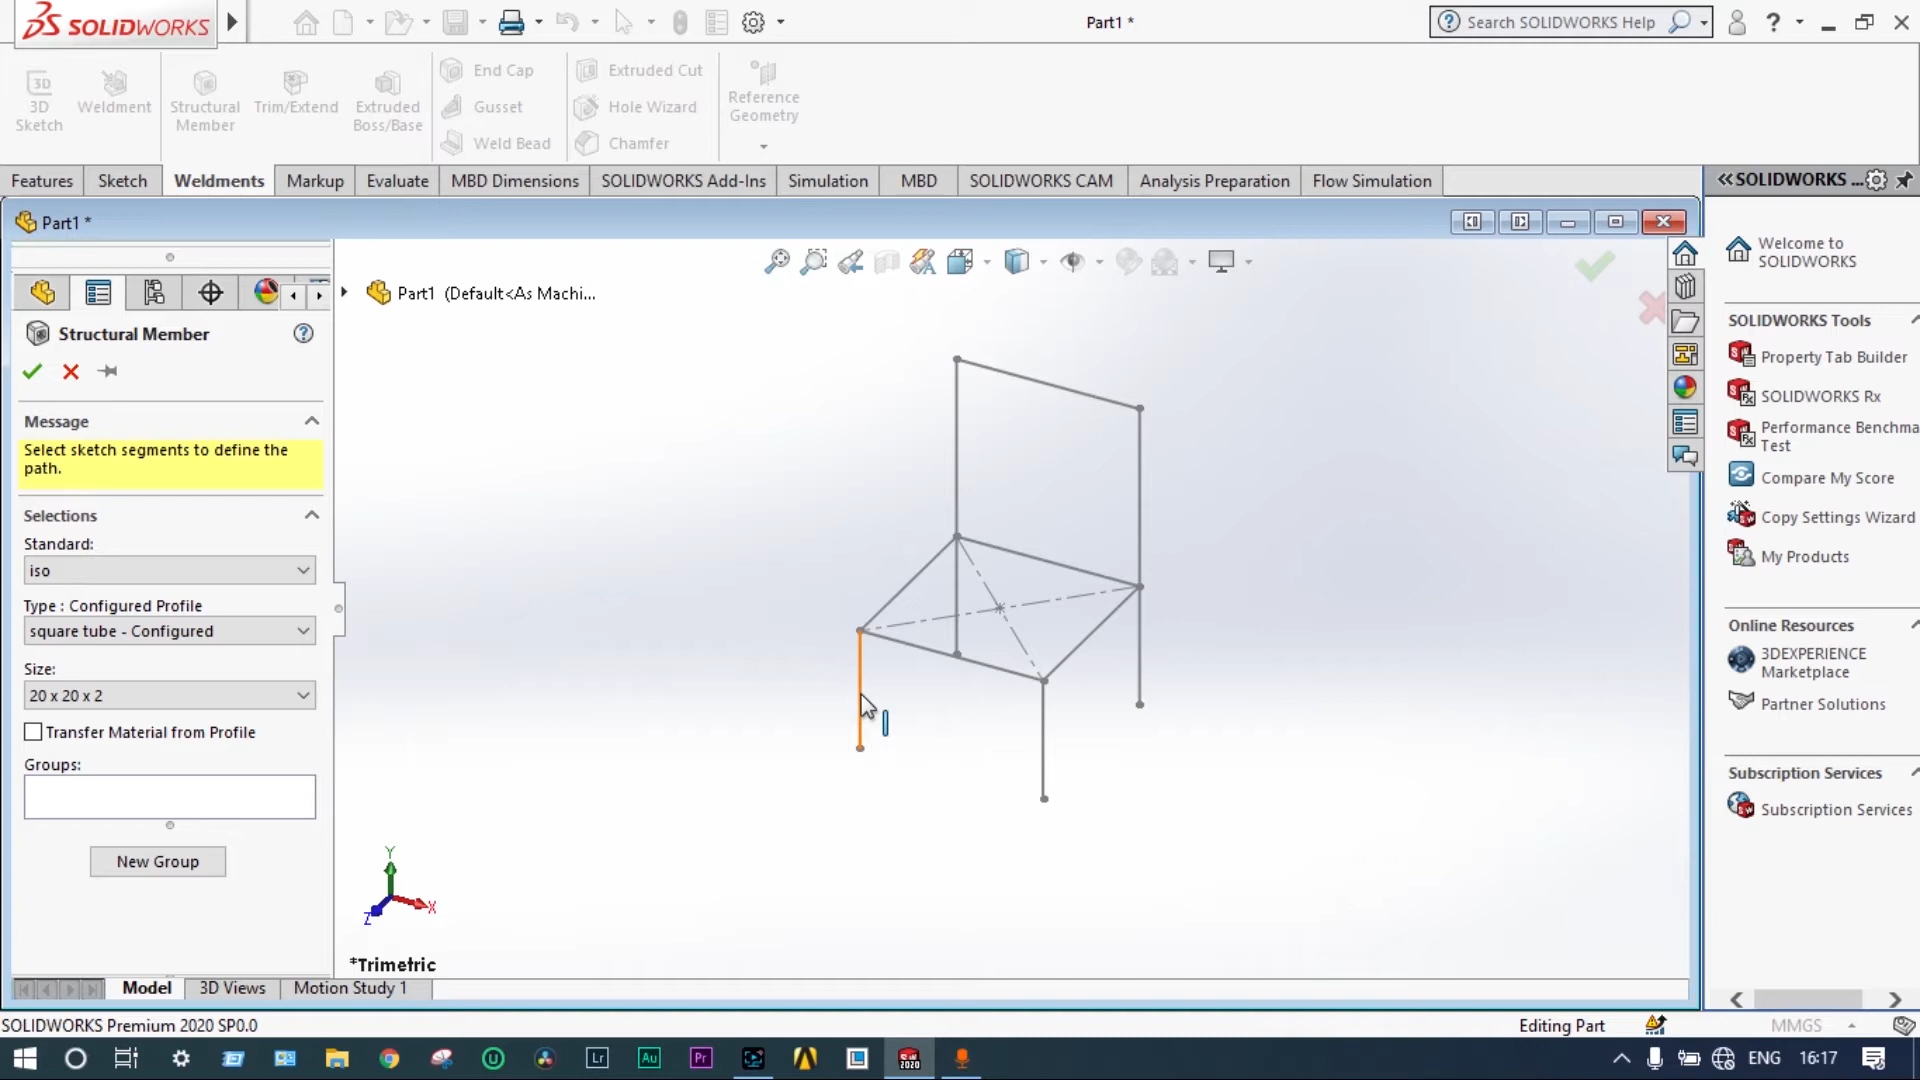 SOLIDWORKS
Part1 *
Search SOLIDWORKS Help
3D Sketch
Weldment
Structural Member
Trim/Extend
Extruded Boss/Base
End Cap
Gusset
Weld Bead
Extruded Cut
Hole Wizard
Chamfer
Reference Geometry
Features
Sketch
Weldments
Markup
Evaluate
MBD Dimensions
SOLIDWORKS Add-Ins
Simulation
MBD
SOLIDWORKS CAM
Analysis Preparation
Flow Simulation
SOLIDWORKS ...
Part1 *
Part1 (Default<As Machi...
Structural Member
Message
Select sketch segments to define the
path.
Selections
Standard:
iso
Type : Configured Profile
square tube - Configured
Size:
20 x 20 x 2
Transfer Material from Profile
Groups:
New Group
Y
X
Z
*Trimetric
Model
3D Views
Motion Study 1
Welcome to
SOLIDWORKS
SOLIDWORKS Tools
Property Tab Builder
SOLIDWORKS Rx
Performance Benchma
Test
Compare My Score
Copy Settings Wizard
My Products
Online Resources
3DEXPERIENCE
Marketplace
Partner Solutions
Subscription Services
Subscription Services
SOLIDWORKS Premium 2020 SP0.0
Editing Part
MMGS
Lr
Au
Pr
SW
2020
ENG
16:17